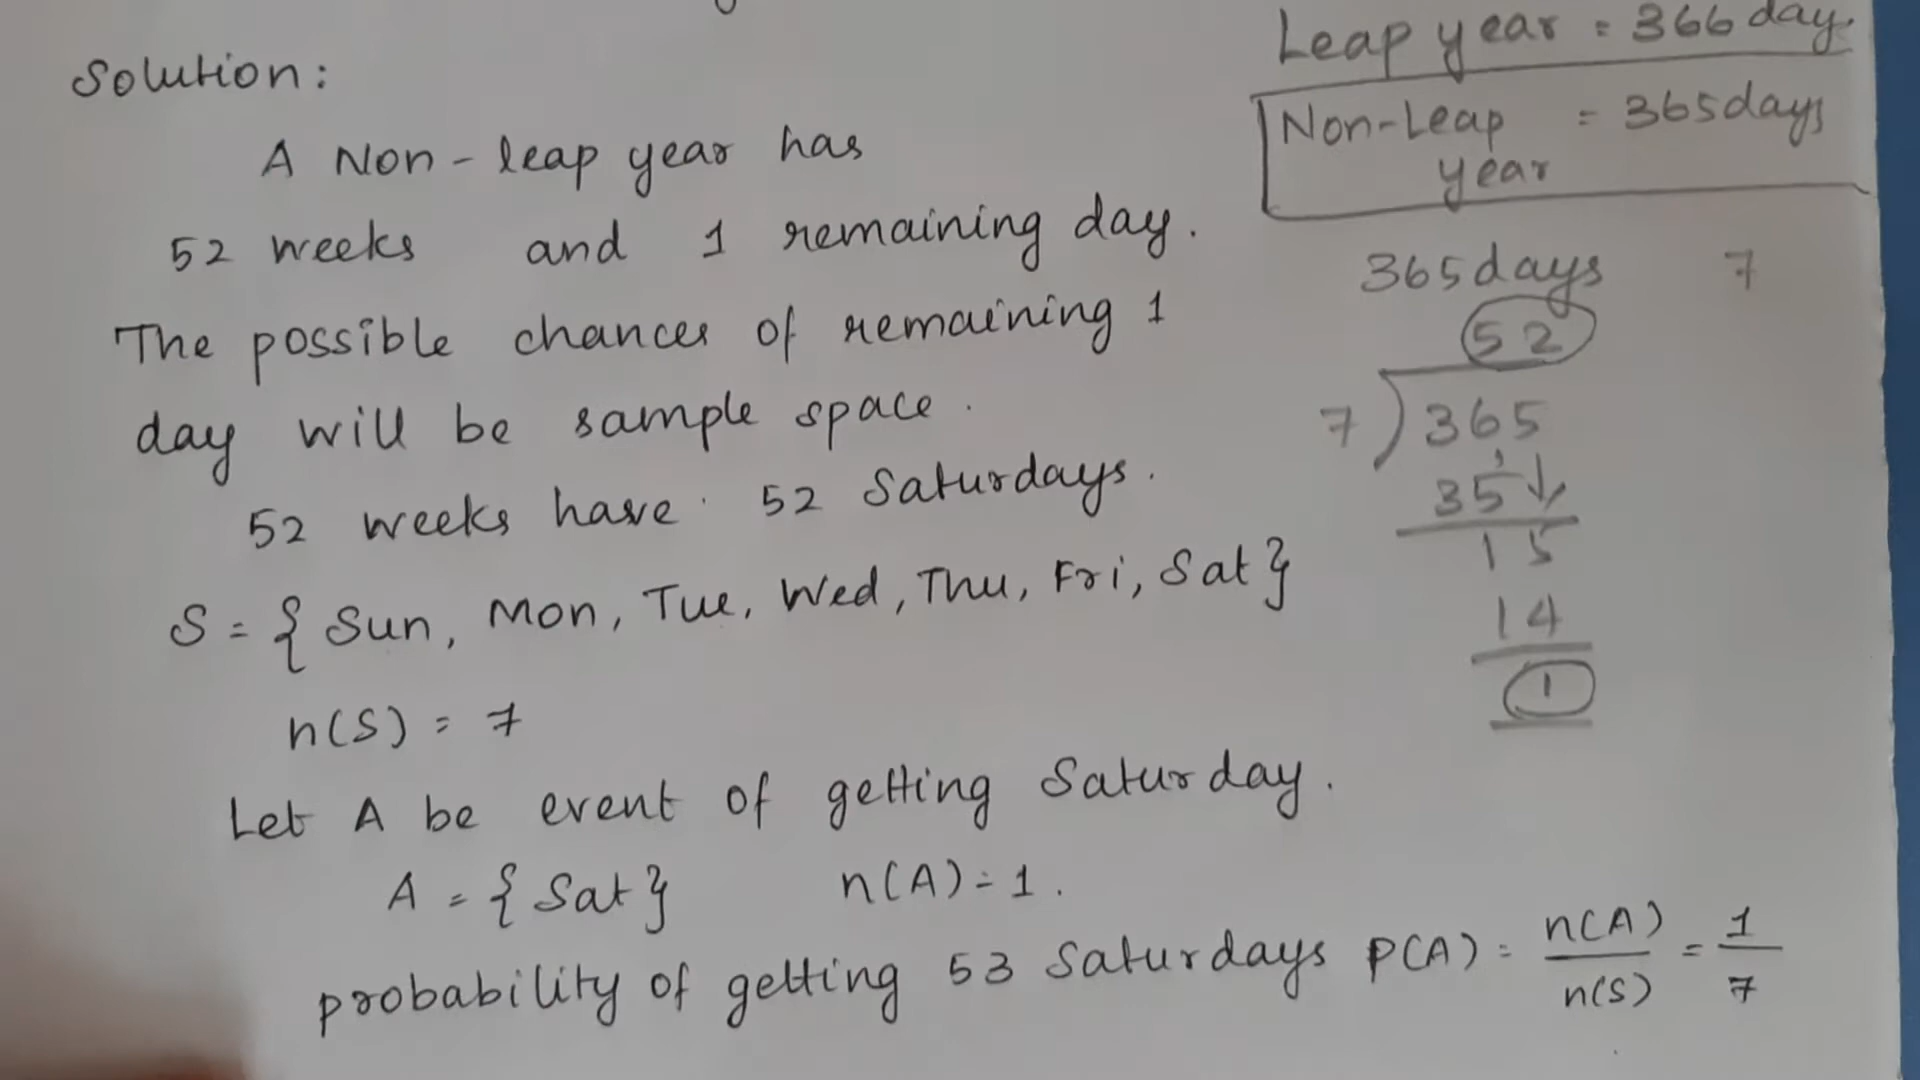 Solution:
A Non-leap year has
52 weeks and 1 remaining day.
The possible chances of remaining 1
day will be sample space.
52 weeks have 52 Saturdays.
S = { Sun, Mon, Tue, Wed, Thu, Fri, Sat }
n(S) = 7
Let A be event of getting Saturday.
A = { Sat } n(A) = 1.
probability of getting 53 Saturdays P(A) = n(A)/n(S) = 1/7
Leap year = 366 day
Non-Leap = 365 days
year
365 days 7
52
7 ) 365
35
15
14
1